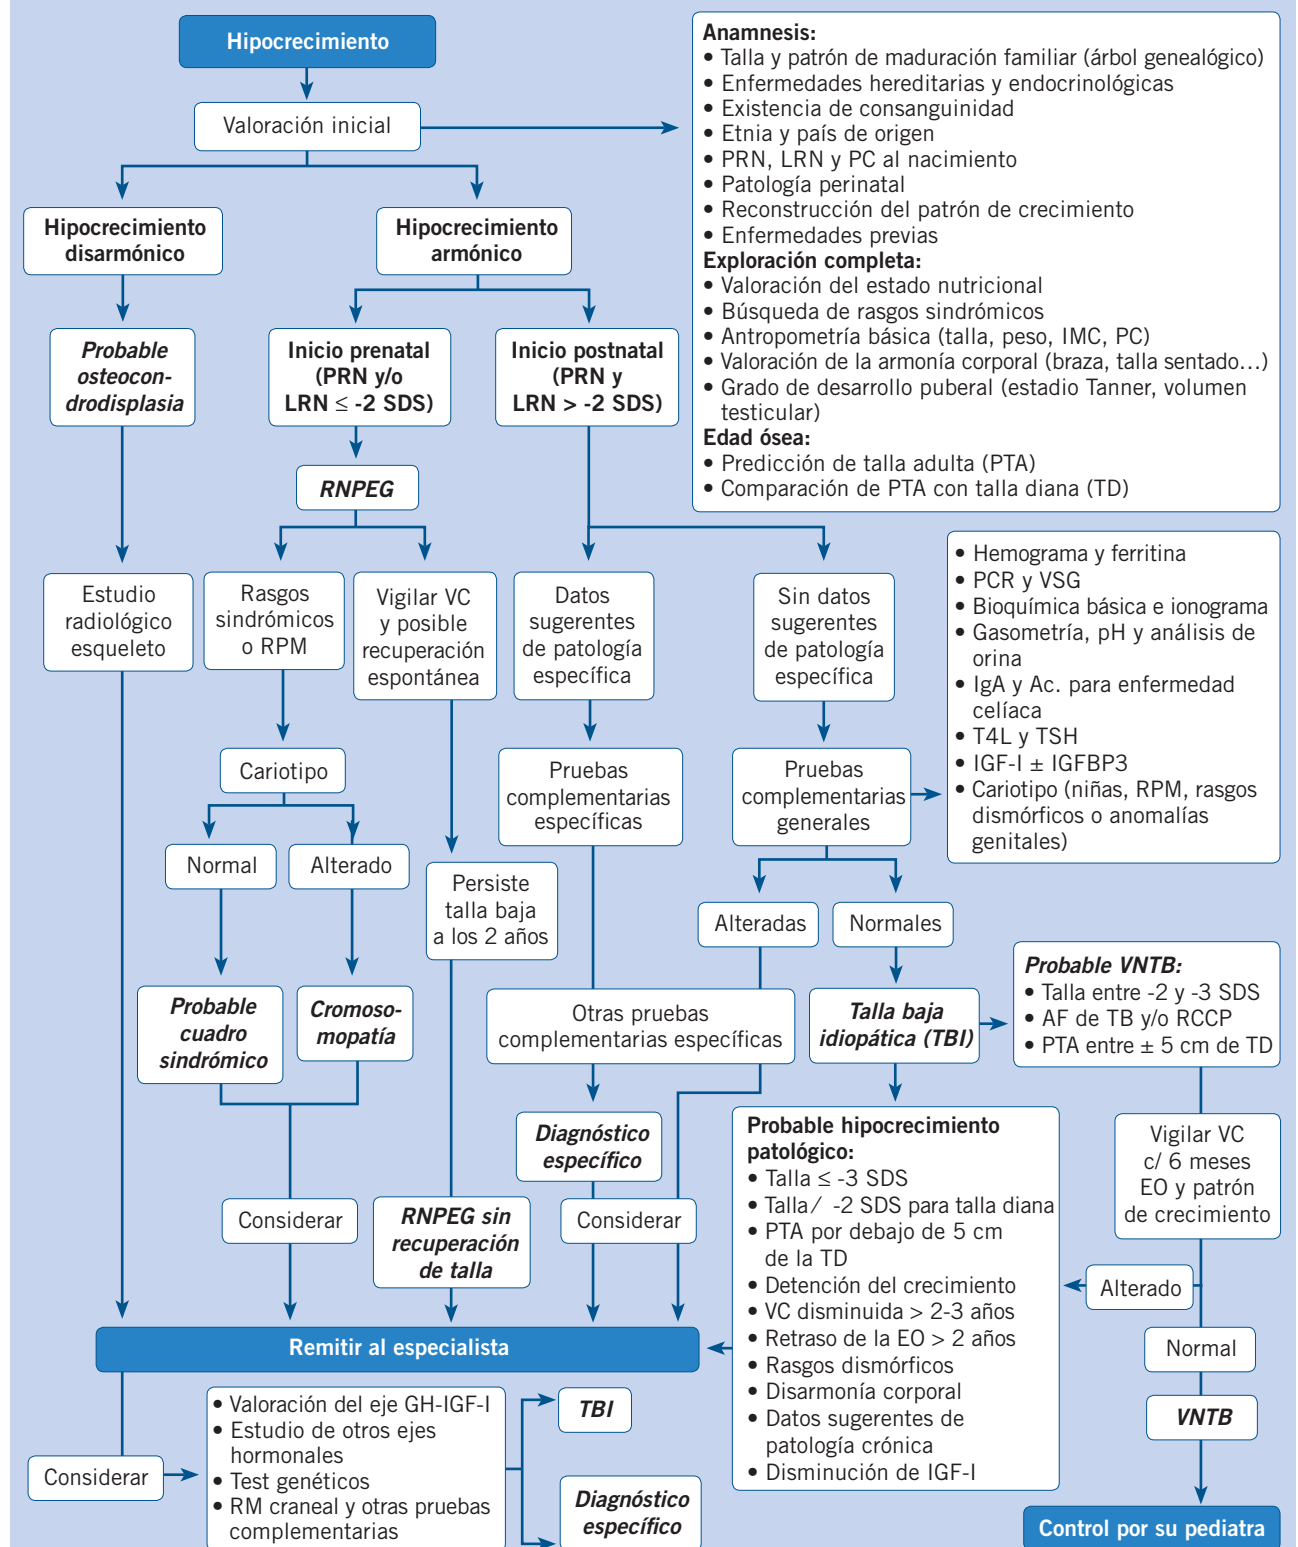 Hipocrecimiento
Valoración inicial
Anamnesis:
• Talla y patrón de maduración familiar (árbol genealógico)
• Enfermedades hereditarias y endocrinológicas
• Existencia de consanguinidad
• Etnia y país de origen
• PRN, LRN y PC al nacimiento
• Patología perinatal
• Reconstrucción del patrón de crecimiento
• Enfermedades previas
Exploración completa:
• Valoración del estado nutricional
• Búsqueda de rasgos sindrómicos
• Antropometría básica (talla, peso, IMC, PC)
• Valoración de la armonía corporal (braza, talla sentado...)
• Grado de desarrollo puberal (estadio Tanner, volumen
testicular)
Edad ósea:
• Predicción de talla adulta (PTA)
• Comparación de PTA con talla diana (TD)
Hipocrecimiento
disarmónico
Hipocrecimiento
armónico
Probable
osteocon-
drodisplasia
Inicio prenatal
(PRN y/o
LRN ≤ -2 SDS)
Inicio postnatal
(PRN y
LRN > -2 SDS)
RNPEG
Estudio
radiológico
esqueleto
Rasgos
sindrómicos
o RPM
Vigilar VC
y posible
recuperación
espontánea
Datos
sugerentes
de patología
específica
Sin datos
sugerentes
de patología
específica
• Hemograma y ferritina
• PCR y VSG
• Bioquímica básica e ionograma
• Gasometría, pH y análisis de
orina
• IgA y Ac. para enfermedad
celíaca
• T4L y TSH
• IGF-I ± IGFBP3
• Cariotipo (niñas, RPM, rasgos
dismórficos o anomalías
genitales)
Cariotipo
Pruebas
complementarias
específicas
Pruebas
complementarias
generales
Normal
Alterado
Persiste
talla baja
a los 2 años
Alteradas
Normales
Probable
cuadro
sindrómico
Cromoso-
mopatía
Otras pruebas
complementarias específicas
Talla baja
idiopática (TBI)
Probable VNTB:
• Talla entre -2 y -3 SDS
• AF de TB y/o RCCP
• PTA entre ± 5 cm de TD
Diagnóstico
específico
Probable hipocrecimiento
patológico:
• Talla ≤ -3 SDS
• Talla/ -2 SDS para talla diana
• PTA por debajo de 5 cm
de la TD
• Detención del crecimiento
• VC disminuida > 2-3 años
• Retraso de la EO > 2 años
• Rasgos dismórficos
• Disarmonía corporal
• Datos sugerentes de
patología crónica
• Disminución de IGF-I
Vigilar VC
c/ 6 meses
EO y patrón
de crecimiento
Considerar
RNPEG sin
recuperación
de talla
Considerar
Alterado
Remitir al especialista
Normal
Considerar
• Valoración del eje GH-IGF-I
• Estudio de otros ejes
hormonales
• Test genéticos
• RM craneal y otras pruebas
complementarias
TBI
Diagnóstico
específico
VNTB
Control por su pediatra